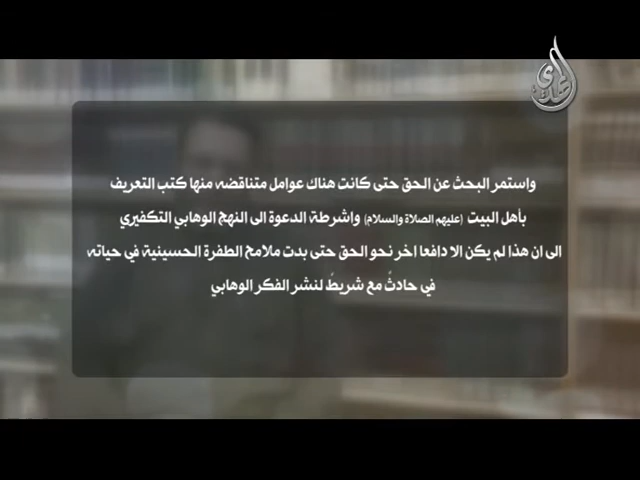 واستمر البحث عن الحق حتى كانت هناك عوامل متناقضه منها كتب التعريف
بأهل البيت (عليهم الصلاة والسلام) واشرطة الدعوة الى النهج الوهابي التكفيري
الى ان هذا لم يكن الا دافعا اخر نحو الحق حتى بدت ملامح الطفرة الحسينية في حياته
في حادثُ مع شريطُ لنشر الفكر الوهابي